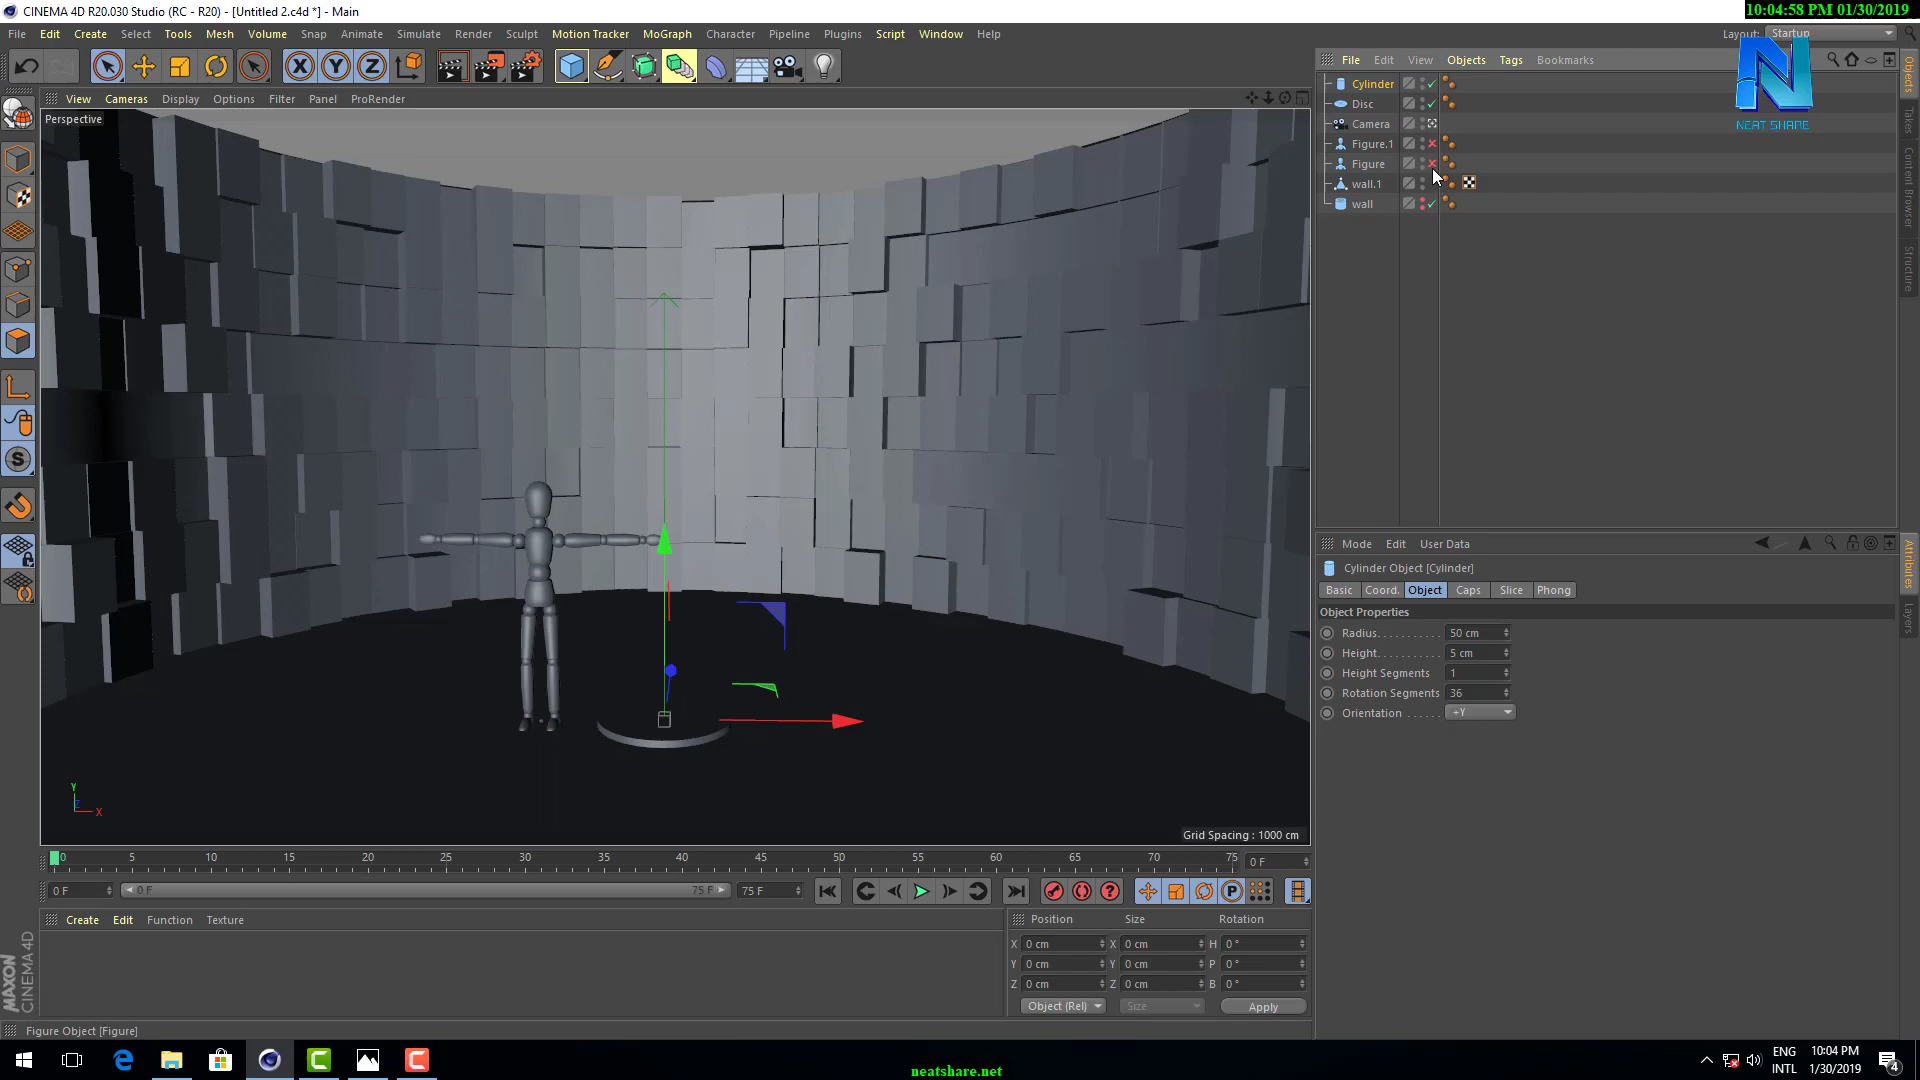 CINEMA 4D R20.030 Studio (RC - R20) - [Untitled 2.c4d *] - Main
10:04:58 PM 01/30/2019
File Edit Create Select Tools Mesh Volume Snap Animate Simulate Render Sculpt Motion Tracker MoGraph Character Pipeline Plugins Script Window Help
Layout: Startup
File Edit View Objects Tags Bookmarks
NEAT SHARE
View Cameras Display Options Filter Panel ProRender
Perspective
Cylinder
Disc
Camera
Figure.1
Figure
wall.1
wall
Objects
Takes
Content Browser
Structure
Mode Edit User Data
Cylinder Object [Cylinder]
Basic Coord. Object Caps Slice Phong
Object Properties
Radius. . . . . . . . . . . 50 cm
Height. . . . . . . . . . . 5 cm
Height Segments 1
Rotation Segments 36
Orientation . . . . . . +Y
Attributes
Layers
Y
Z
X
Grid Spacing : 1000 cm
0 5 10 15 20 25 30 35 40 45 50 55 60 65 70 75 0 F
0 F 0 F 75 F 75 F
Create Edit Function Texture
Position Size Rotation
X 0 cm X 0 cm H 0 °
Y 0 cm Y 0 cm P 0 °
Z 0 cm Z 0 cm B 0 °
Object (Rel) Size Apply
MAXON
CINEMA 4D
Figure Object [Figure]
ENG
INTL
10:04 PM
1/30/2019
4
neatshare.net